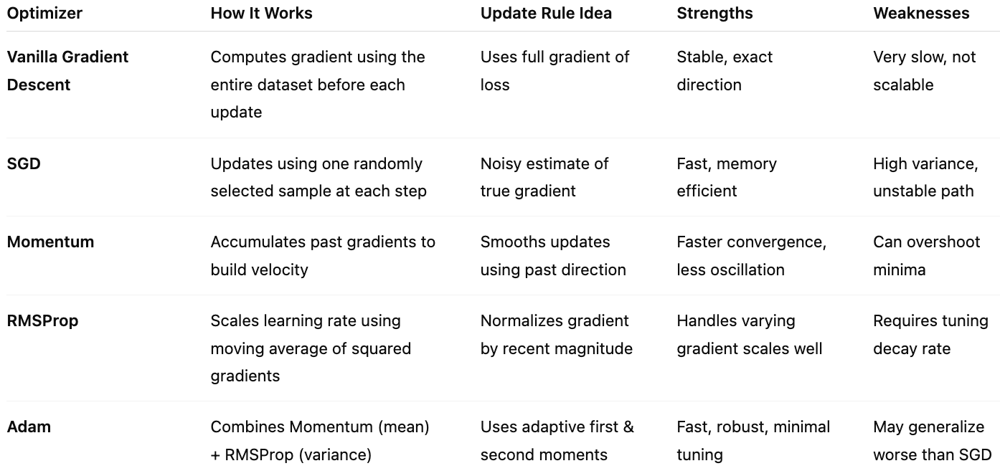 Optimizer How It Works Update Rule Idea Strengths Weaknesses
Vanilla Gradient Computes gradient using the Uses full gradient of Stable, exact Very slow, not
Descent entire dataset before each loss direction scalable
update
SGD Updates using one randomly Noisy estimate of Fast, memory High variance,
selected sample at each step true gradient efficient unstable path
Momentum Accumulates past gradients to Smooths updates Faster convergence, Can overshoot
build velocity using past direction less oscillation minima
RMSProp Scales learning rate using Normalizes gradient Handles varying Requires tuning
moving average of squared by recent magnitude gradient scales well decay rate
gradients
Adam Combines Momentum (mean) Uses adaptive first & Fast, robust, minimal May generalize
+ RMSProp (variance) second moments tuning worse than SGD